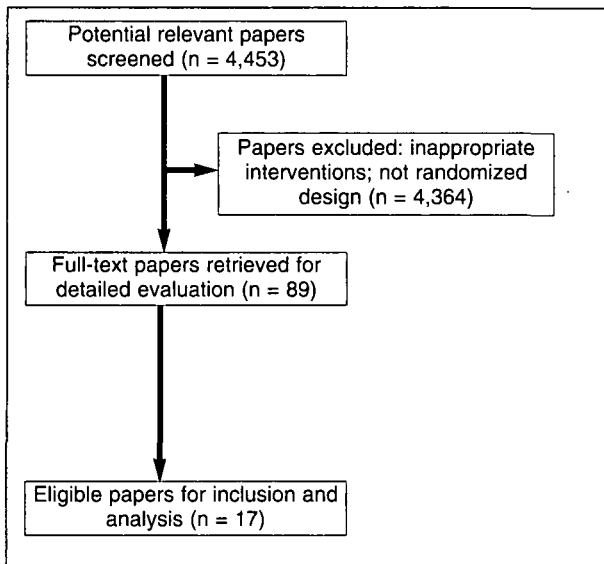 Potential relevant papers
screened (n = 4,453)
Papers excluded: inappropriate
interventions; not randomized
design (n = 4,364)
Full-text papers retrieved for
detailed evaluation (n = 89)
Eligible papers for inclusion and
analysis (n = 17)